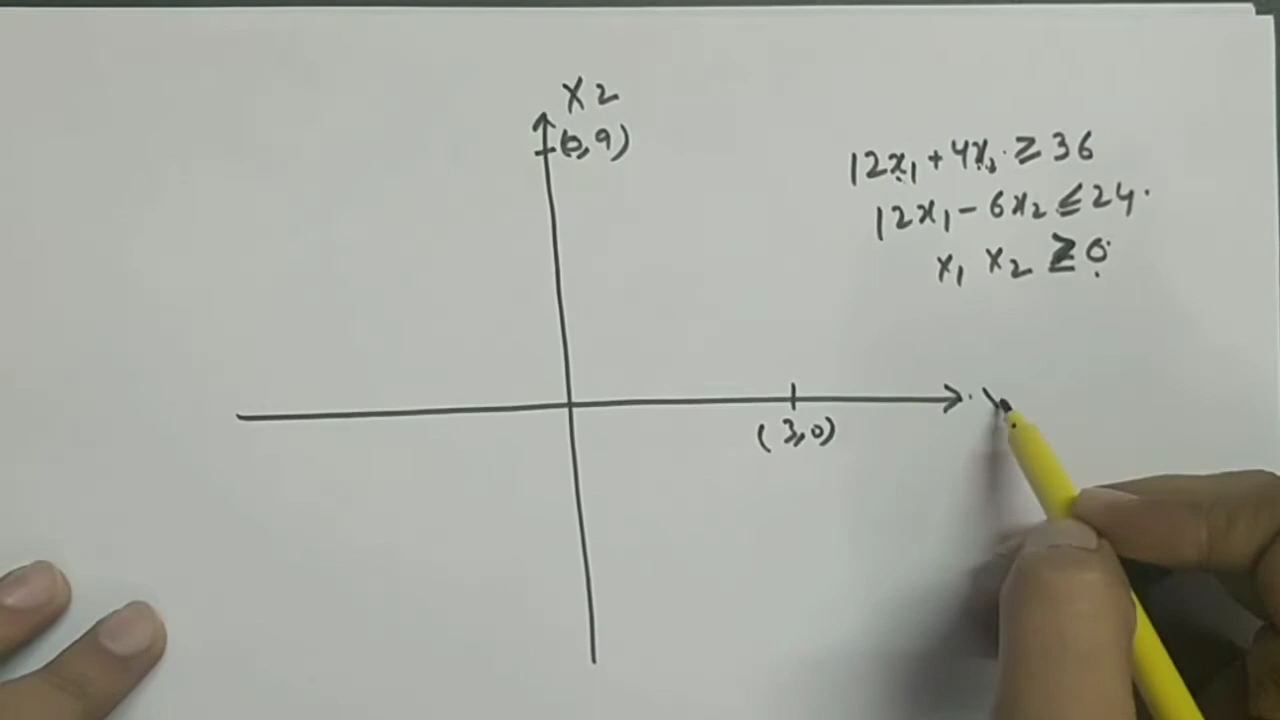 X2
(0,9)
12x₁ + 4x₂ ≥ 36
12x₁ - 6x₂ ≤ 24
x₁ x₂ ≥ 0
(3,0)